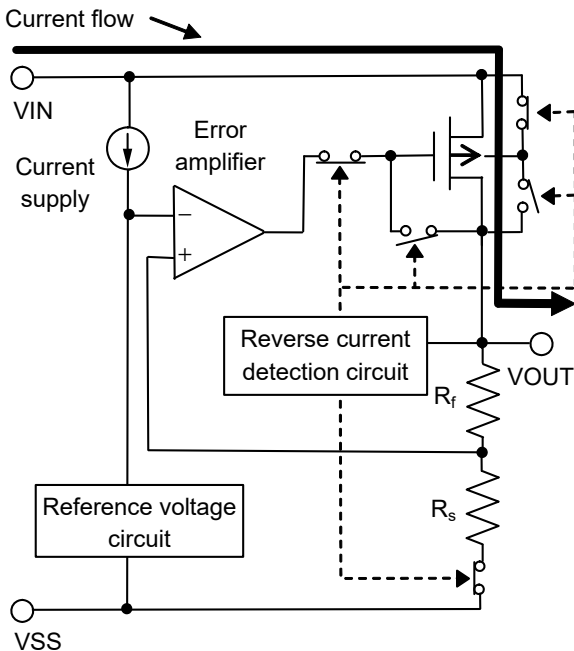 Current flow
VIN
Error
amplifier
Current
supply
−
+
Reverse current
detection circuit
VOUT
Rf
Reference voltage
circuit
Rs
VSS